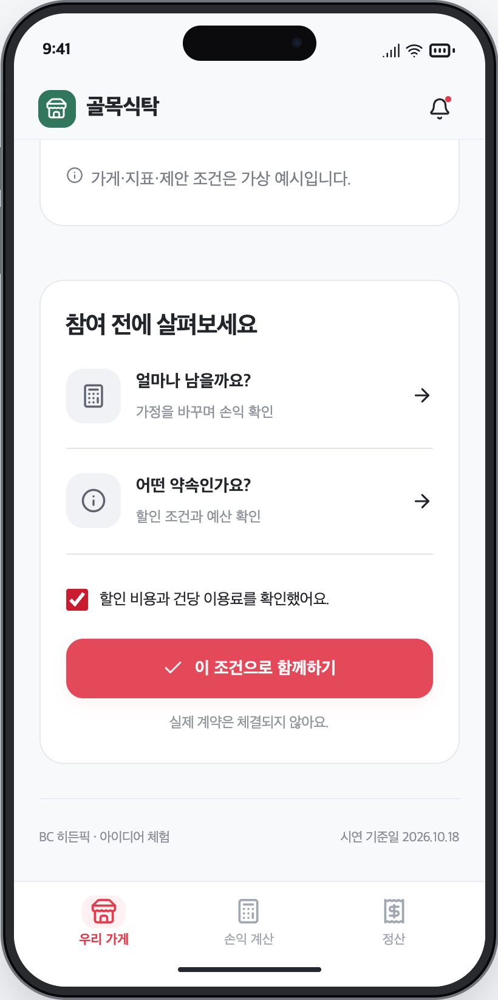 9:41
골목식탁
가게·지표·제안 조건은 가상 예시입니다.
참여 전에 살펴보세요
얼마나 남을까요?
가정을 바꾸며 손익 확인
어떤 약속인가요?
할인 조건과 예산 확인
할인 비용과 건당 이용료를 확인했어요.
이 조건으로 함께하기
실제 계약은 체결되지 않아요.
BC 히든픽 · 아이디어 체험
시연 기준일 2026.10.18
우리 가게
손익 계산
정산